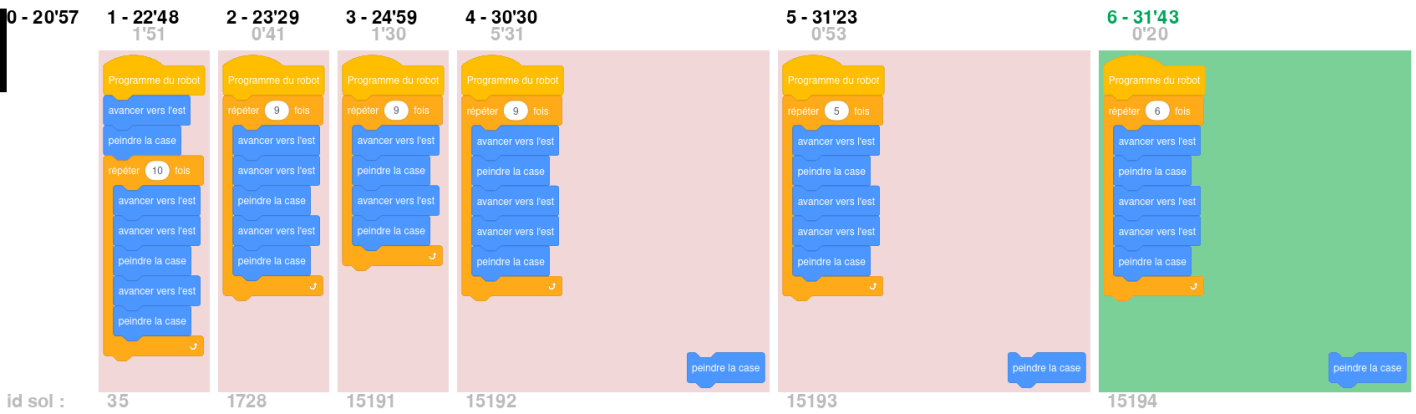 0 - 20'57
1 - 22'48
1'51
Programme du robot
avancer vers l'est
peindre la case
répéter 10 fois
avancer vers l'est
avancer vers l'est
peindre la case
avancer vers l'est
peindre la case
2 - 23'29
0'41
Programme du robot
répéter 9 fois
avancer vers l'est
avancer vers l'est
peindre la case
avancer vers l'est
peindre la case
3 - 24'59
1'30
Programme du robot
répéter 9 fois
avancer vers l'est
peindre la case
avancer vers l'est
peindre la case
4 - 30'30
5'31
Programme du robot
répéter 9 fois
avancer vers l'est
peindre la case
avancer vers l'est
avancer vers l'est
peindre la case
peindre la case
5 - 31'23
0'53
Programme du robot
répéter 5 fois
avancer vers l'est
peindre la case
avancer vers l'est
avancer vers l'est
peindre la case
peindre la case
6 - 31'43
0'20
Programme du robot
répéter 6 fois
avancer vers l'est
peindre la case
avancer vers l'est
avancer vers l'est
peindre la case
peindre la case
id sol : 35 1728 15191 15192 15193 15194